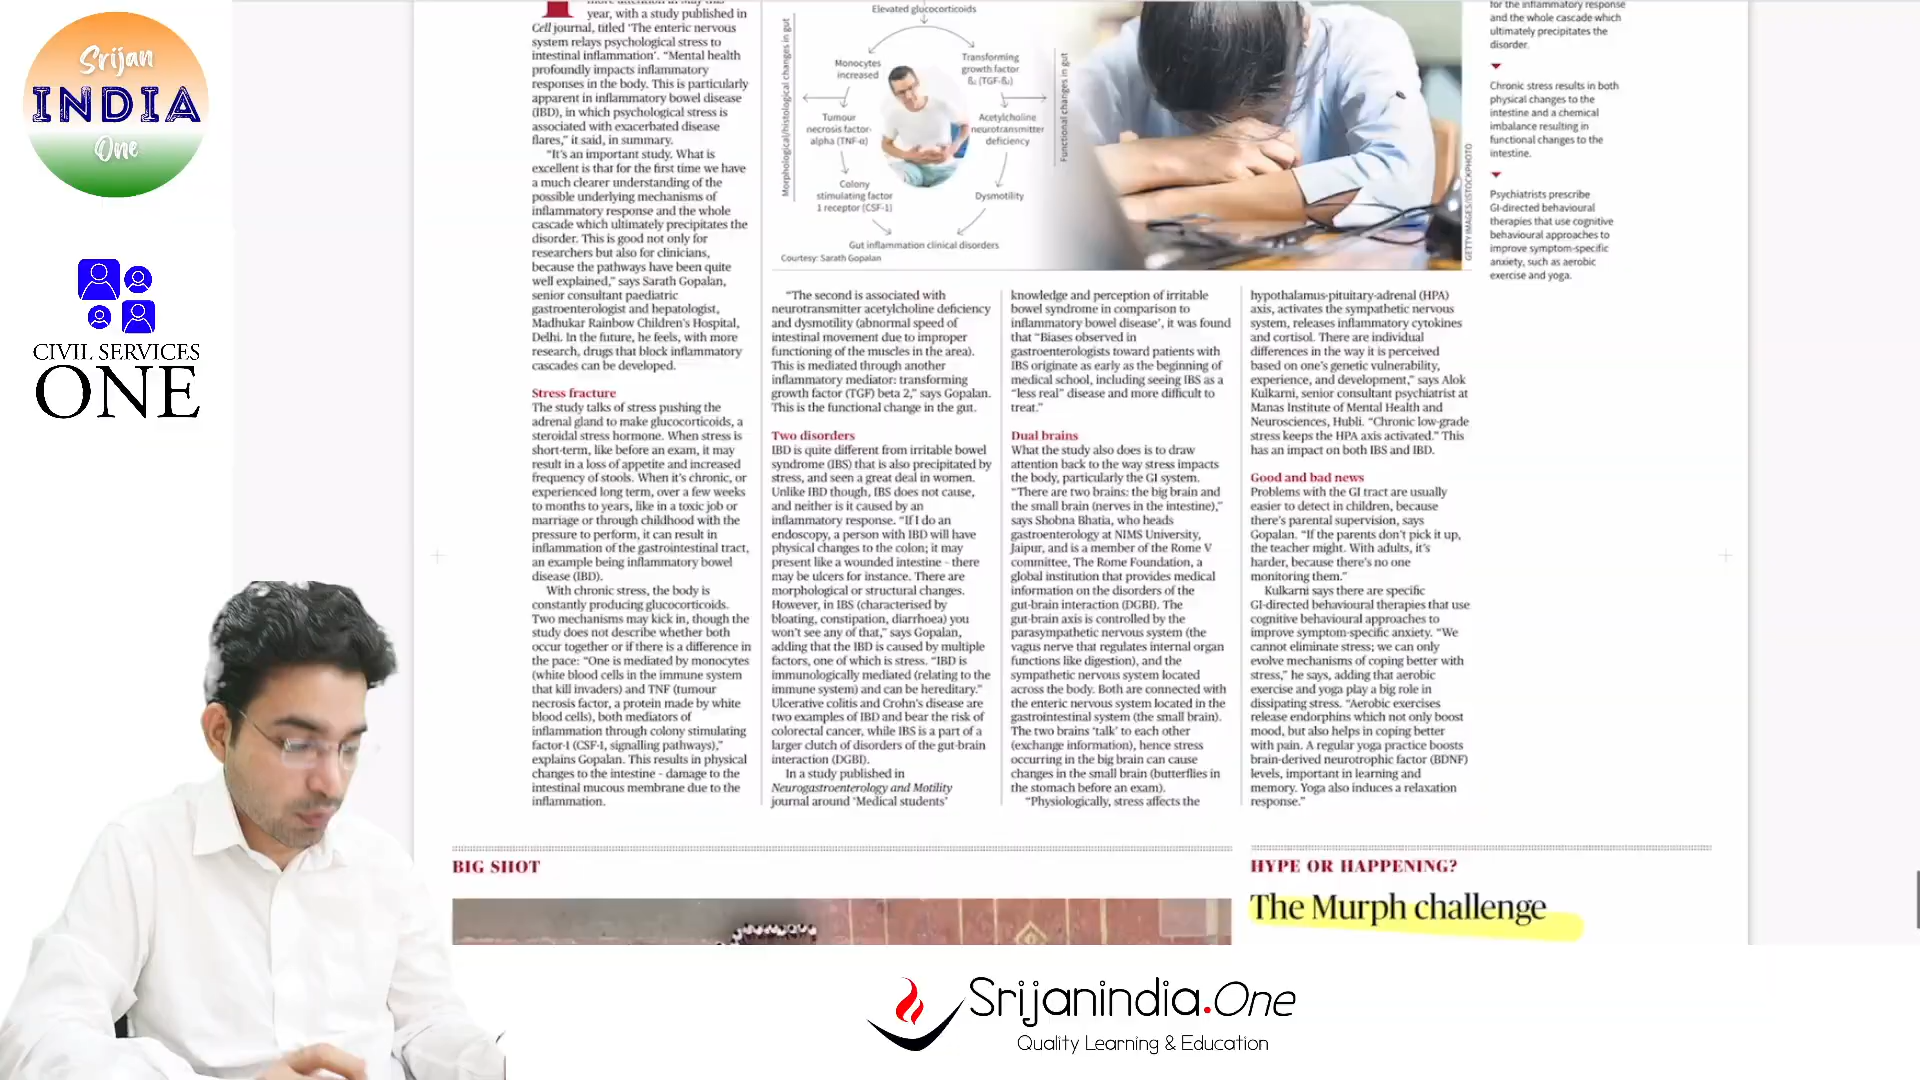 Srijan
INDIA
One
CIVIL SERVICES
ONE
year, with a study published in
Cell journal, titled 'The enteric nervous
system relays psychological stress to
intestinal inflammation'. “Mental health
profoundly impacts inflammatory
responses in the body. This is particularly
apparent in inflammatory bowel disease
(IBD), in which psychological stress is
associated with exacerbated disease
flares,” it said, in summary.
“It's an important study. What is
excellent is that for the first time we have
a much clearer understanding of the
possible underlying mechanisms of
inflammatory response and the whole
cascade which ultimately precipitates the
disorder. This is good not only for
researchers but also for clinicians,
because the pathways have been quite
well explained,” says Sarath Gopalan,
senior consultant paediatric
gastroenterologist and hepatologist,
Madhukar Rainbow Children's Hospital,
Delhi. In the future, he feels, with more
research, drugs that block inflammatory
cascades can be developed.
Stress fracture
The study talks of stress pushing the
adrenal gland to make glucocorticoids, a
steroidal stress hormone. When stress is
short-term, like before an exam, it may
result in a loss of appetite and increased
frequency of stools. When it's chronic, or
experienced long term, over a few weeks
to months to years, like in a toxic job or
marriage or through childhood with the
pressure to perform, it can result in
inflammation of the gastrointestinal tract,
an example being inflammatory bowel
disease (IBD).
With chronic stress, the body is
constantly producing glucocorticoids.
Two mechanisms may kick in, though the
study does not describe whether both
occur together or if there is a difference in
the pace: “One is mediated by monocytes
(white blood cells in the immune system
that kill invaders) and TNF (tumour
necrosis factor, a protein made by white
blood cells), both mediators of
inflammation through colony stimulating
factor-1 (CSF-1, signalling pathways),”
explains Gopalan. This results in physical
changes to the intestine - damage to the
intestinal mucous membrane due to the
inflammation.
Elevated glucocorticoids
Monocytes
increased
Transforming
growth factor
ß₂ (TGF-ß₂)
Tumour
necrosis factor-
alpha (TNF-α)
Acetylcholine
neurotransmitter
deficiency
Colony
stimulating factor
1 receptor (CSF-1)
Dysmotility
Gut inflammation clinical disorders
Morphological/histological changes in gut
Functional changes in gut
Courtesy: Sarath Gopalan
GETTY IMAGES/ISTOCKPHOTO
“The second is associated with
neurotransmitter acetylcholine deficiency
and dysmotility (abnormal speed of
intestinal movement due to improper
functioning of the muscles in the area).
This is mediated through another
inflammatory mediator: transforming
growth factor (TGF) beta 2,” says Gopalan.
This is the functional change in the gut.
Two disorders
IBD is quite different from irritable bowel
syndrome (IBS) that is also precipitated by
stress, and seen a great deal in women.
Unlike IBD though, IBS does not cause,
and neither is it caused by an
inflammatory response. “If I do an
endoscopy, a person with IBD will have
physical changes to the colon; it may
present like a wounded intestine - there
may be ulcers for instance. There are
morphological or structural changes.
However, in IBS (characterised by
bloating, constipation, diarrhoea) you
won't see any of that,” says Gopalan,
adding that the IBD is caused by multiple
factors, one of which is stress. “IBD is
immunologically mediated (relating to the
immune system) and can be hereditary.”
Ulcerative colitis and Crohn's disease are
two examples of IBD and bear the risk of
colorectal cancer, while IBS is a part of a
larger clutch of disorders of the gut-brain
interaction (DGBI).
In a study published in
Neurogastroenterology and Motility
journal around 'Medical students'
knowledge and perception of irritable
bowel syndrome in comparison to
inflammatory bowel disease', it was found
that “Biases observed in
gastroenterologists toward patients with
IBS originate as early as the beginning of
medical school, including seeing IBS as a
“less real” disease and more difficult to
treat.”
Dual brains
What the study also does is to draw
attention back to the way stress impacts
the body, particularly the GI system.
“There are two brains: the big brain and
the small brain (nerves in the intestine),”
says Shobna Bhatia, who heads
gastroenterology at NIMS University,
Jaipur, and is a member of the Rome V
committee, The Rome Foundation, a
global institution that provides medical
information on the disorders of the
gut-brain interaction (DGBI). The
gut-brain axis is controlled by the
parasympathetic nervous system (the
vagus nerve that regulates internal organ
functions like digestion), and the
sympathetic nervous system located
across the body. Both are connected with
the enteric nervous system located in the
gastrointestinal system (the small brain).
The two brains 'talk' to each other
(exchange information), hence stress
occurring in the big brain can cause
changes in the small brain (butterflies in
the stomach before an exam).
“Physiologically, stress affects the
hypothalamus-pituitary-adrenal (HPA)
axis, activates the sympathetic nervous
system, releases inflammatory cytokines
and cortisol. There are individual
differences in the way it is perceived
based on one's genetic vulnerability,
experience, and development,” says Alok
Kulkarni, senior consultant psychiatrist at
Manas Institute of Mental Health and
Neurosciences, Hubli. “Chronic low-grade
stress keeps the HPA axis activated.” This
has an impact on both IBS and IBD.
Good and bad news
Problems with the GI tract are usually
easier to detect in children, because
there's parental supervision, says
Gopalan. “If the parents don't pick it up,
the teacher might. With adults, it's
harder, because there's no one
monitoring them.”
Kulkarni says there are specific
GI-directed behavioural therapies that use
cognitive behavioural approaches to
improve symptom-specific anxiety. “We
cannot eliminate stress; we can only
evolve mechanisms of coping better with
stress,” he says, adding that aerobic
exercise and yoga play a big role in
dissipating stress. “Aerobic exercises
release endorphins which not only boost
mood, but also helps in coping better
with pain. A regular yoga practice boosts
brain-derived neurotrophic factor (BDNF)
levels, important in learning and
memory. Yoga also induces a relaxation
response.”
for the inflammatory response
and the whole cascade which
ultimately precipitates the
disorder.
Chronic stress results in both
physical changes to the
intestine and a chemical
imbalance resulting in
functional changes to the
intestine.
Psychiatrists prescribe
GI-directed behavioural
therapies that use cognitive
behavioural approaches to
improve symptom-specific
anxiety, such as aerobic
exercise and yoga.
BIG SHOT
HYPE OR HAPPENING?
The Murph challenge
Srijanindia.One
Quality Learning & Education